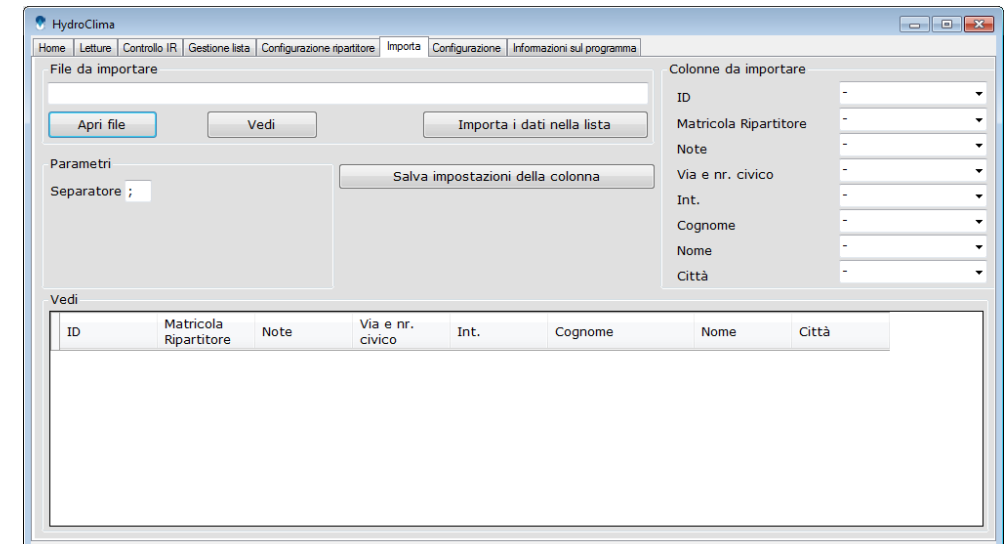 HydroClima
Home Letture Controllo IR Gestione lista Configurazione ripartitore Importa Configurazione Informazioni sul programma
File da importare
Apri file Vedi Importa i dati nella lista
Parametri
Separatore ;
Salva impostazioni della colonna
Colonne da importare
ID -
Matricola Ripartitore -
Note -
Via e nr. civico -
Int. -
Cognome -
Nome -
Città -
Vedi
ID Matricola Ripartitore Note Via e nr. civico Int. Cognome Nome Città